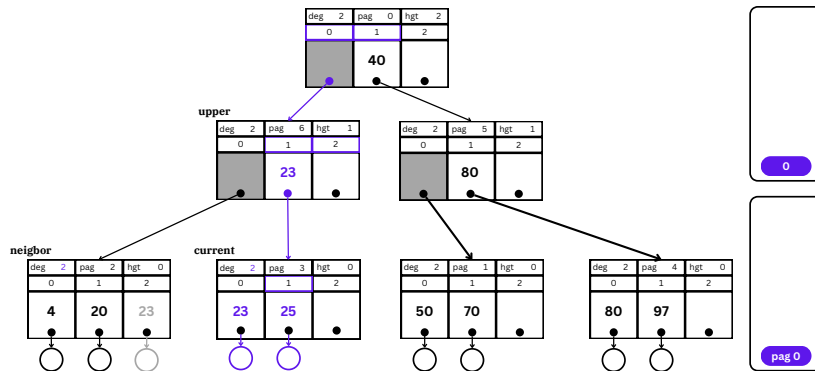 deg 2 pag 0 hgt 2
0 1 2
40
upper
deg 2 pag 6 hgt 1
0 1 2
23
deg 2 pag 5 hgt 1
0 1 2
80
0
neigbor
deg 2 pag 2 hgt 0
0 1 2
4 20 23
current
deg 2 pag 3 hgt 0
0 1 2
23 25
deg 2 pag 1 hgt 0
0 1 2
50 70
deg 2 pag 4 hgt 0
0 1 2
80 97
pag 0